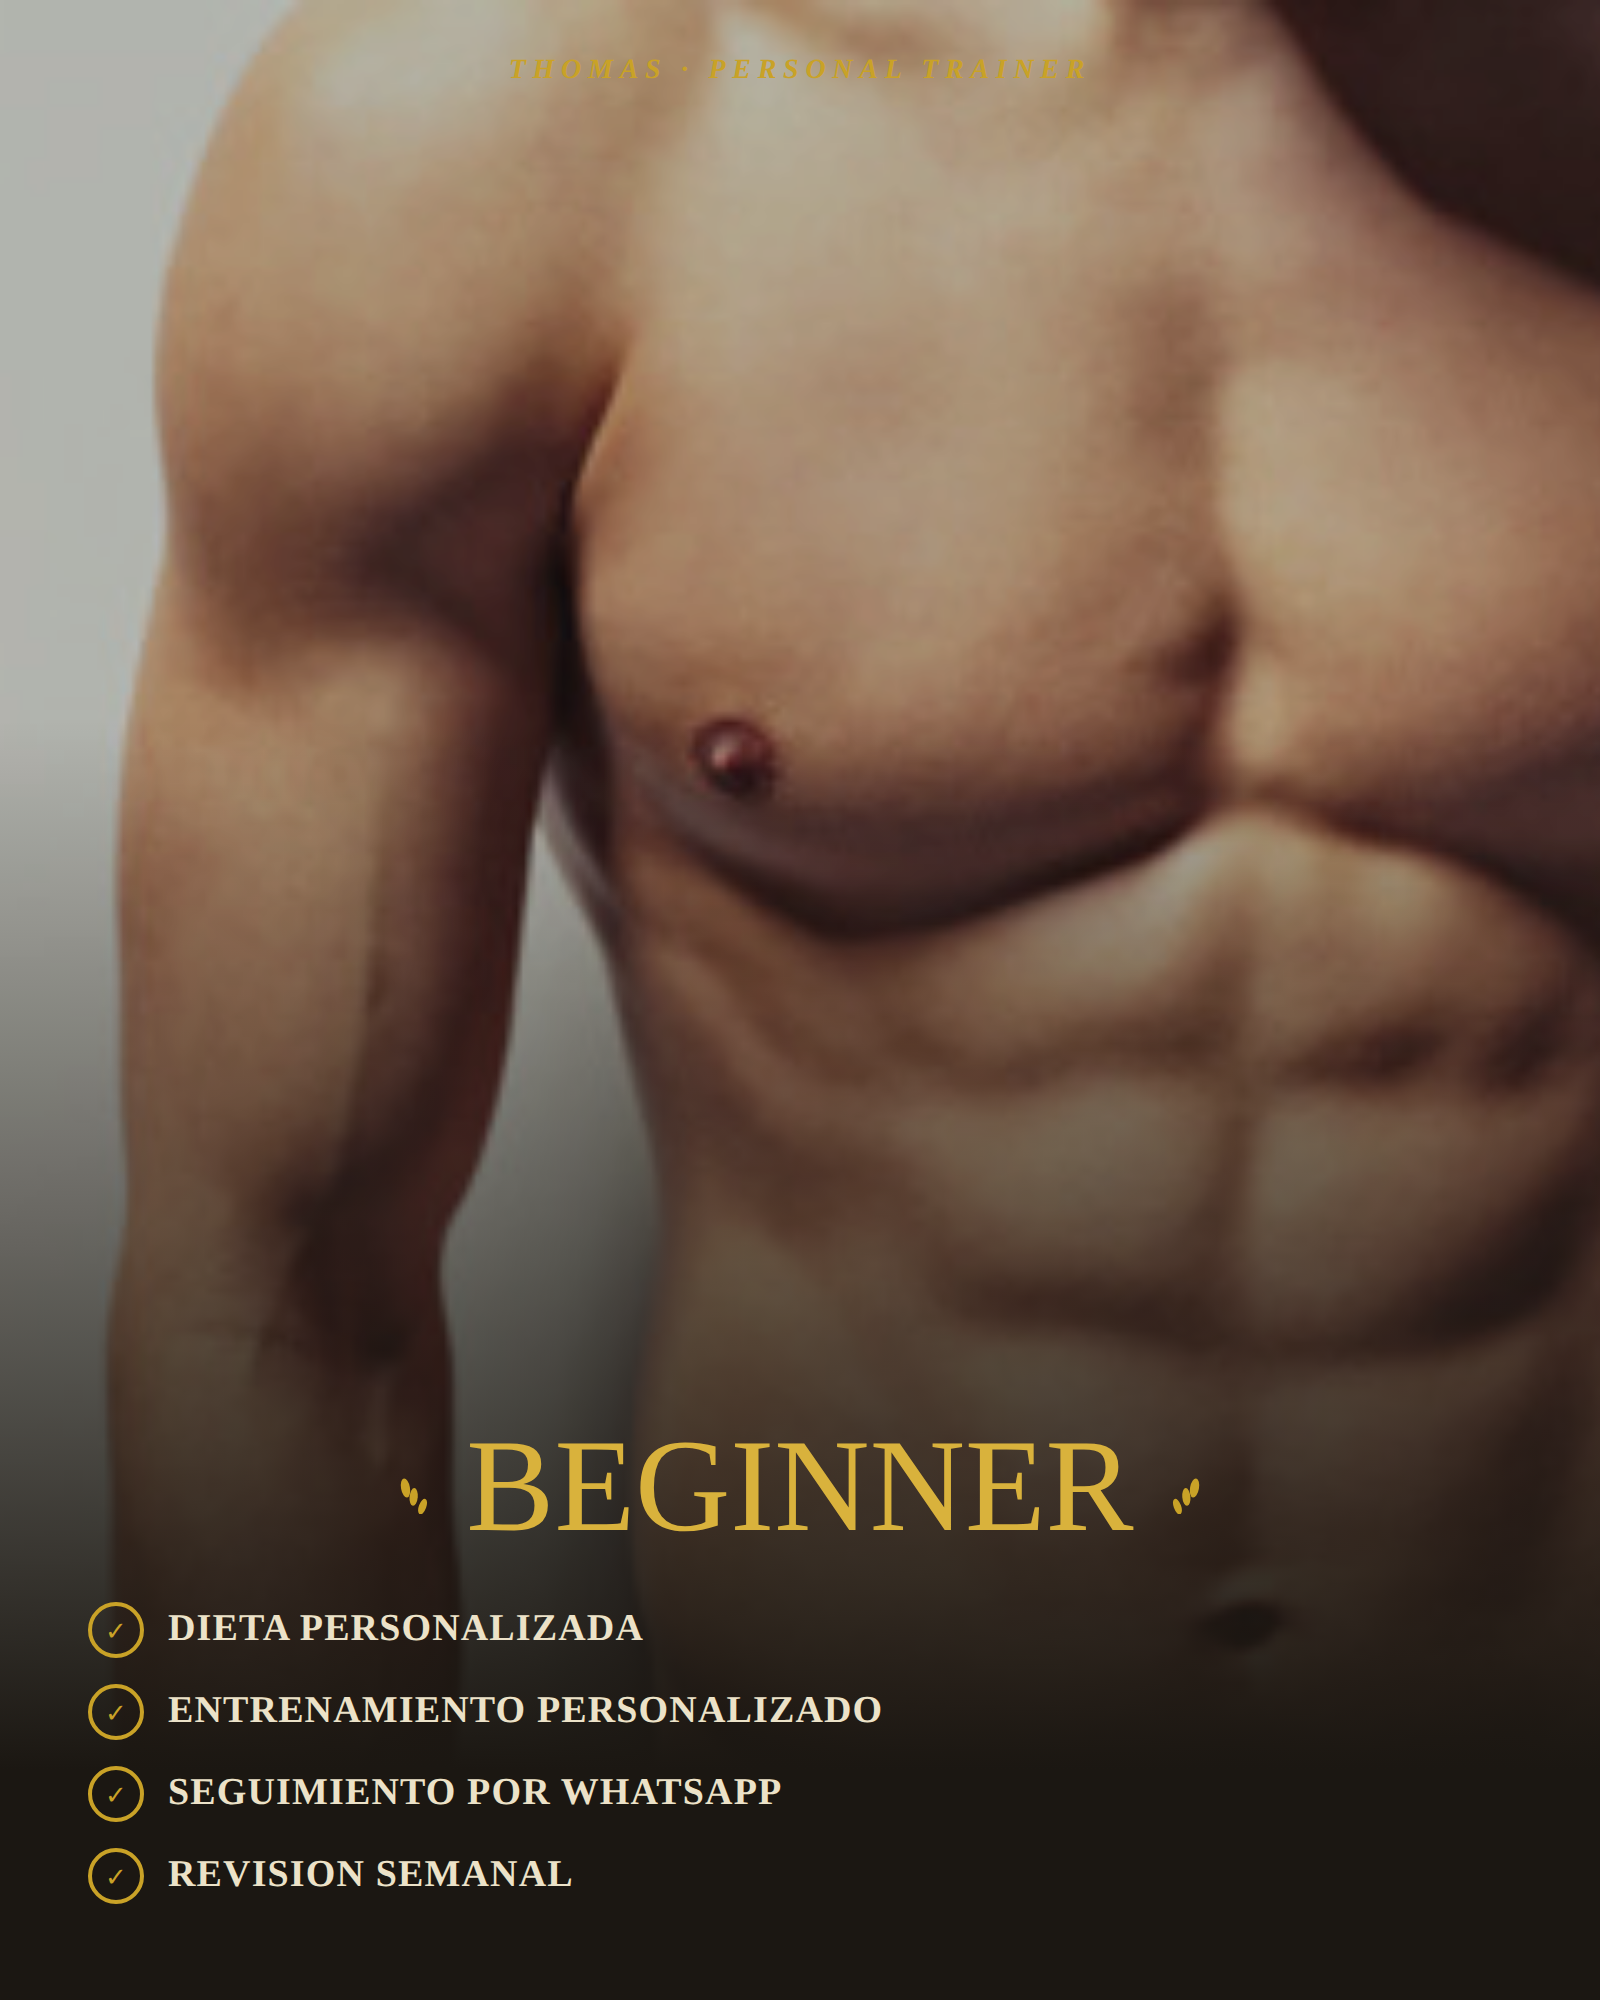 THOMAS · PERSONAL TRAINER
BEGINNER
✓ DIETA PERSONALIZADA
✓ ENTRENAMIENTO PERSONALIZADO
✓ SEGUIMIENTO POR WHATSAPP
✓ REVISION SEMANAL